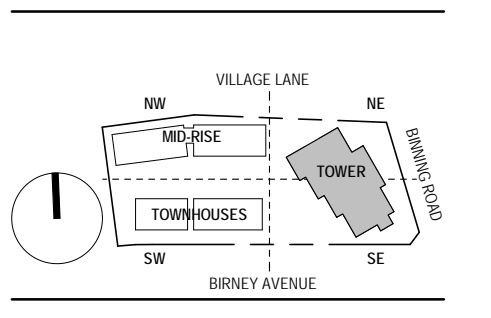 VILLAGE LANE
NW
NE
MID-RISE
BINNING ROAD
TOWER
TOWNHOUSES
SW
SE
BIRNEY AVENUE